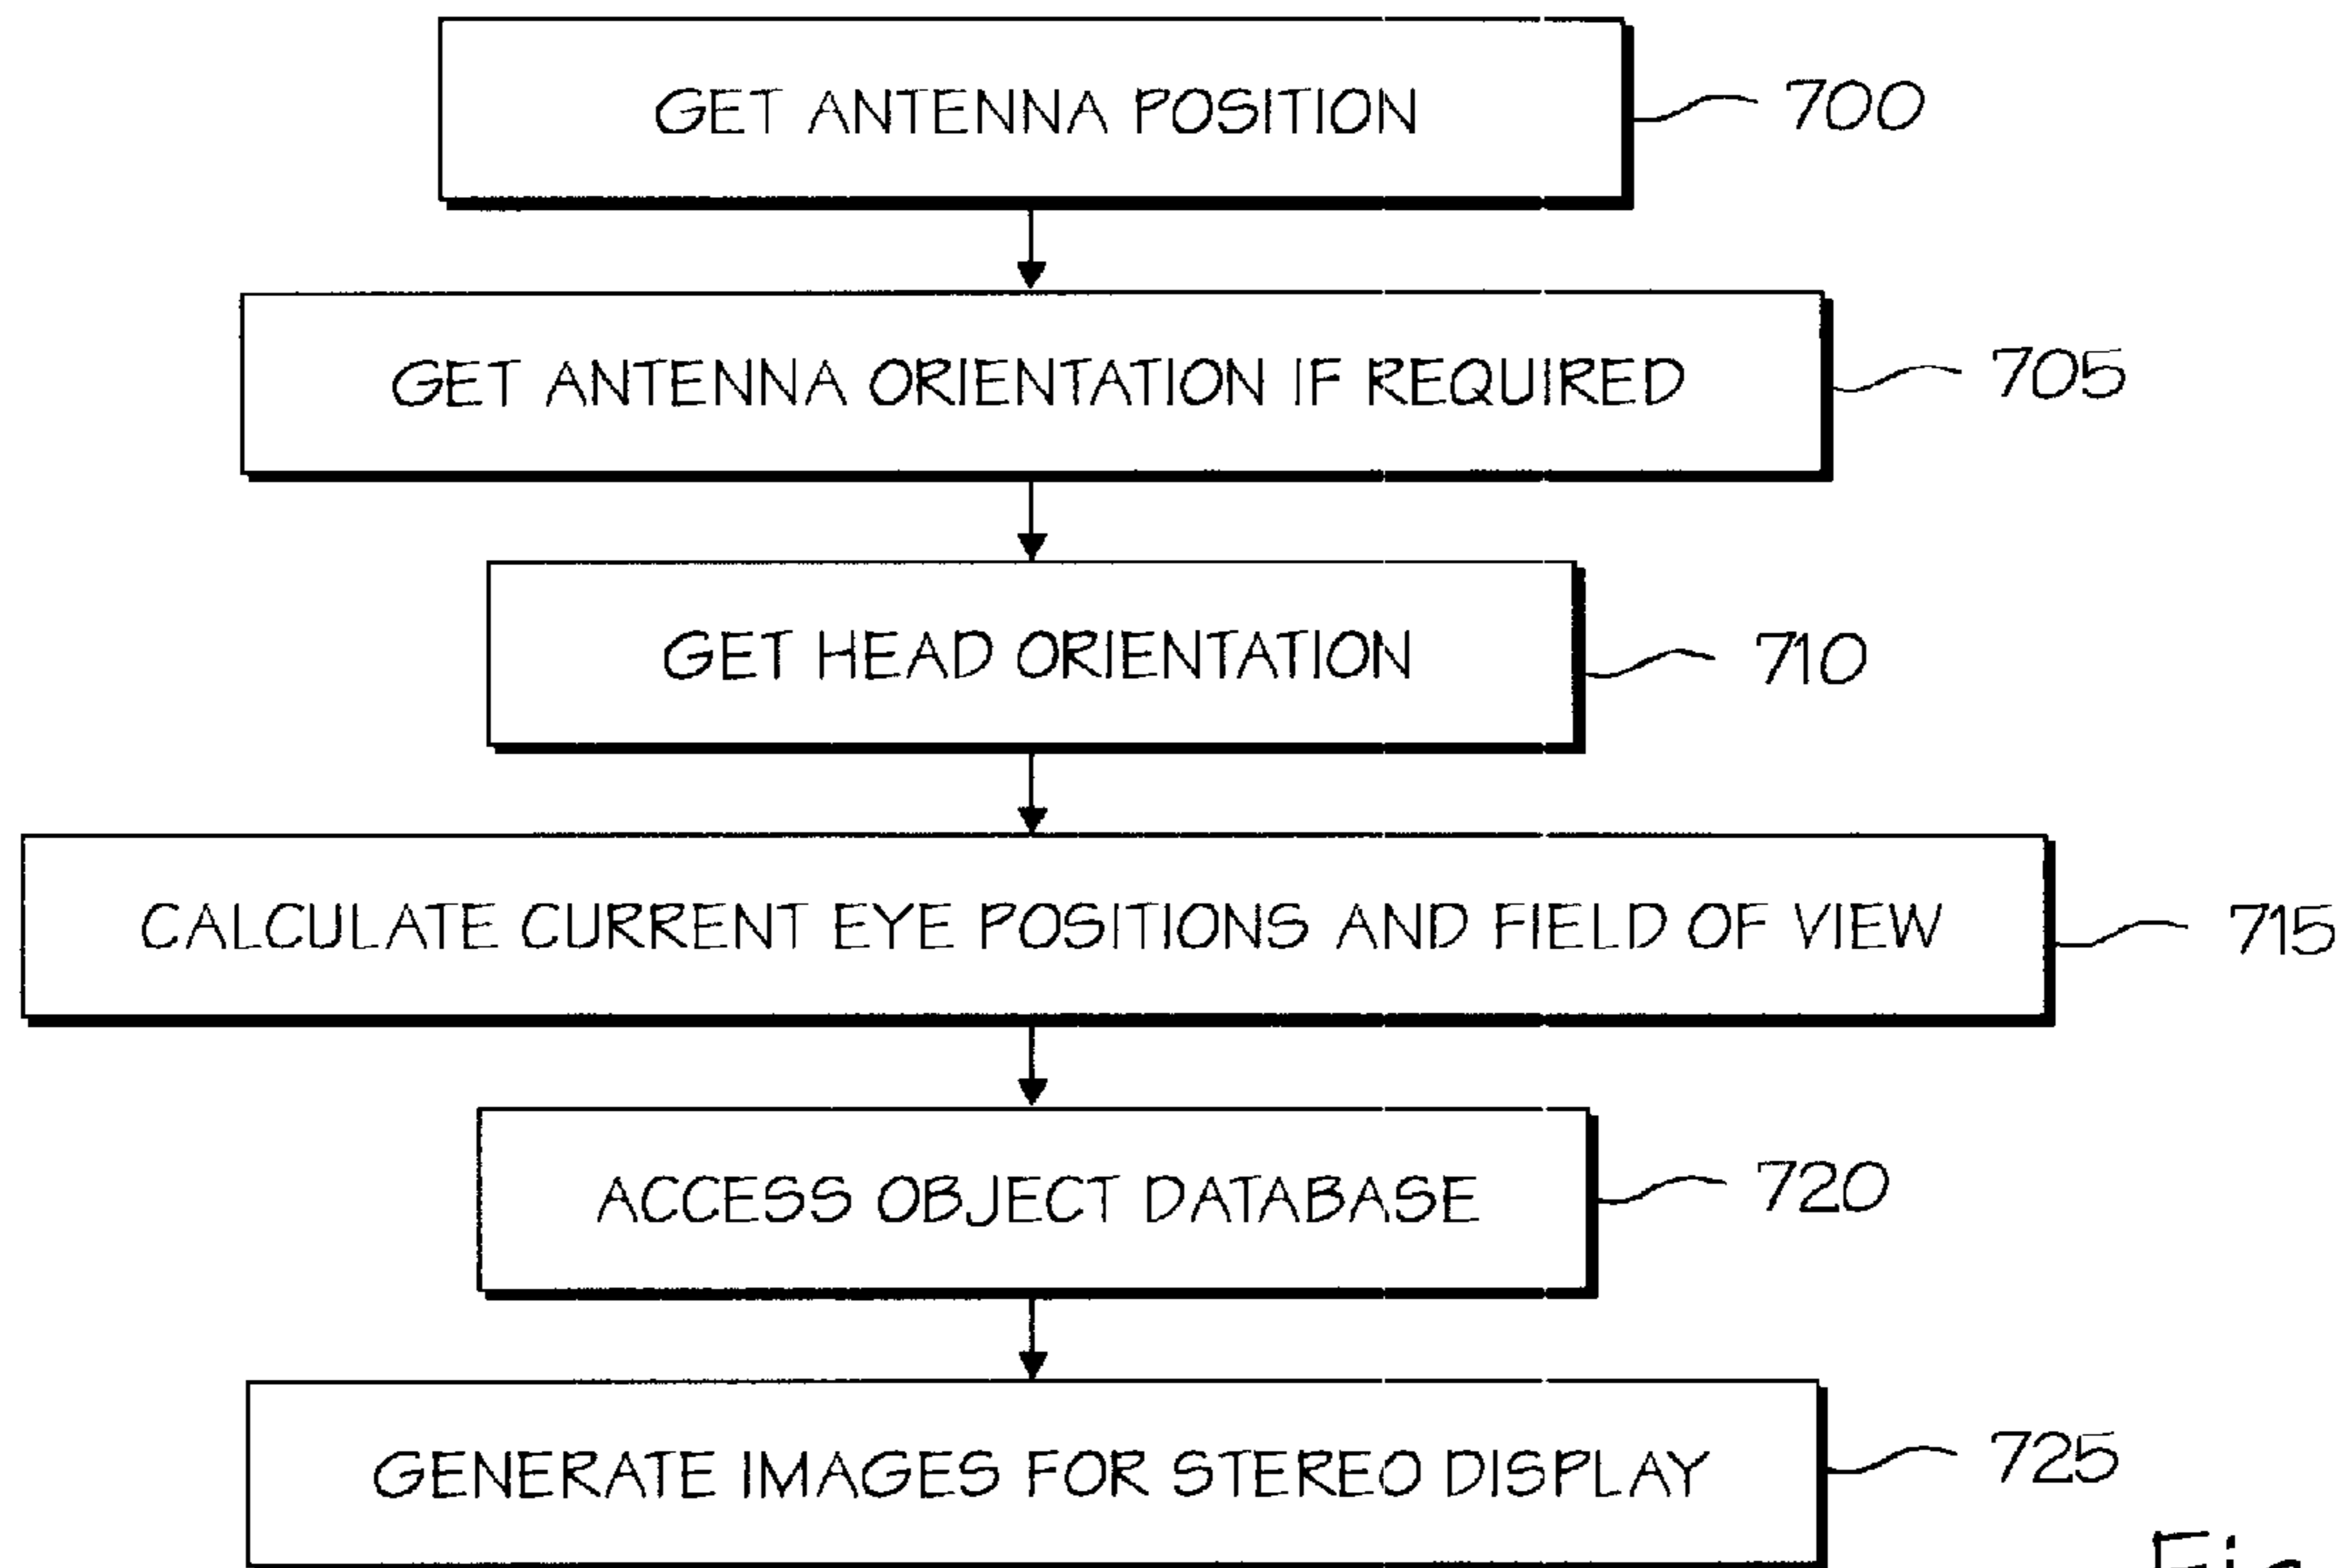 GET ANTENNA POSITION
700
GET ANTENNA ORIENTATION IF REQUIRED
705
GET HEAD ORIENTATION
710
CALCULATE CURRENT EYE POSITIONS AND FIELD OF VIEW
715
ACCESS OBJECT DATABASE
720
GENERATE IMAGES FOR STEREO DISPLAY
725